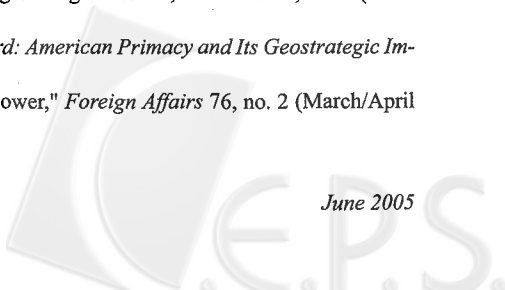 rd: American Primacy and Its Geostrategic Im-
ower," Foreign Affairs 76, no. 2 (March/April
June 2005
C.E.P.S.